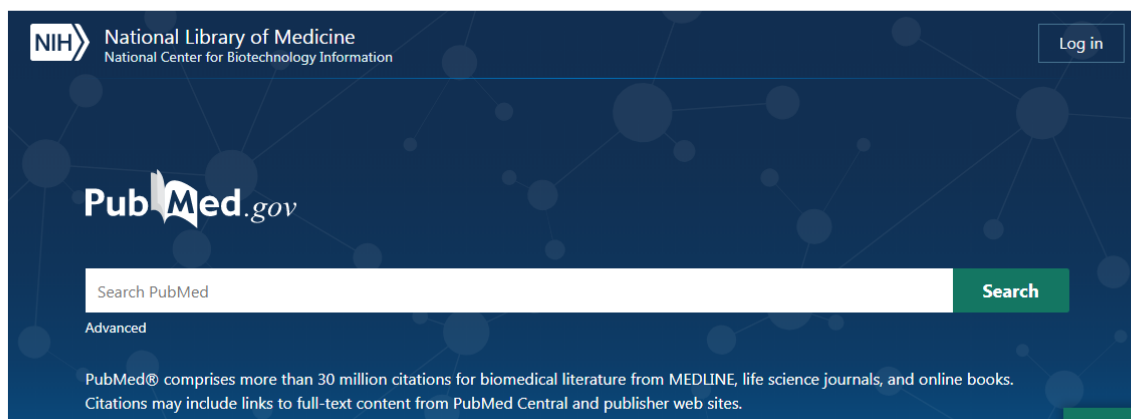 NIH National Library of Medicine
National Center for Biotechnology Information
Log in
PubMed.gov
Search PubMed
Search
Advanced
PubMed® comprises more than 30 million citations for biomedical literature from MEDLINE, life science journals, and online books.
Citations may include links to full-text content from PubMed Central and publisher web sites.